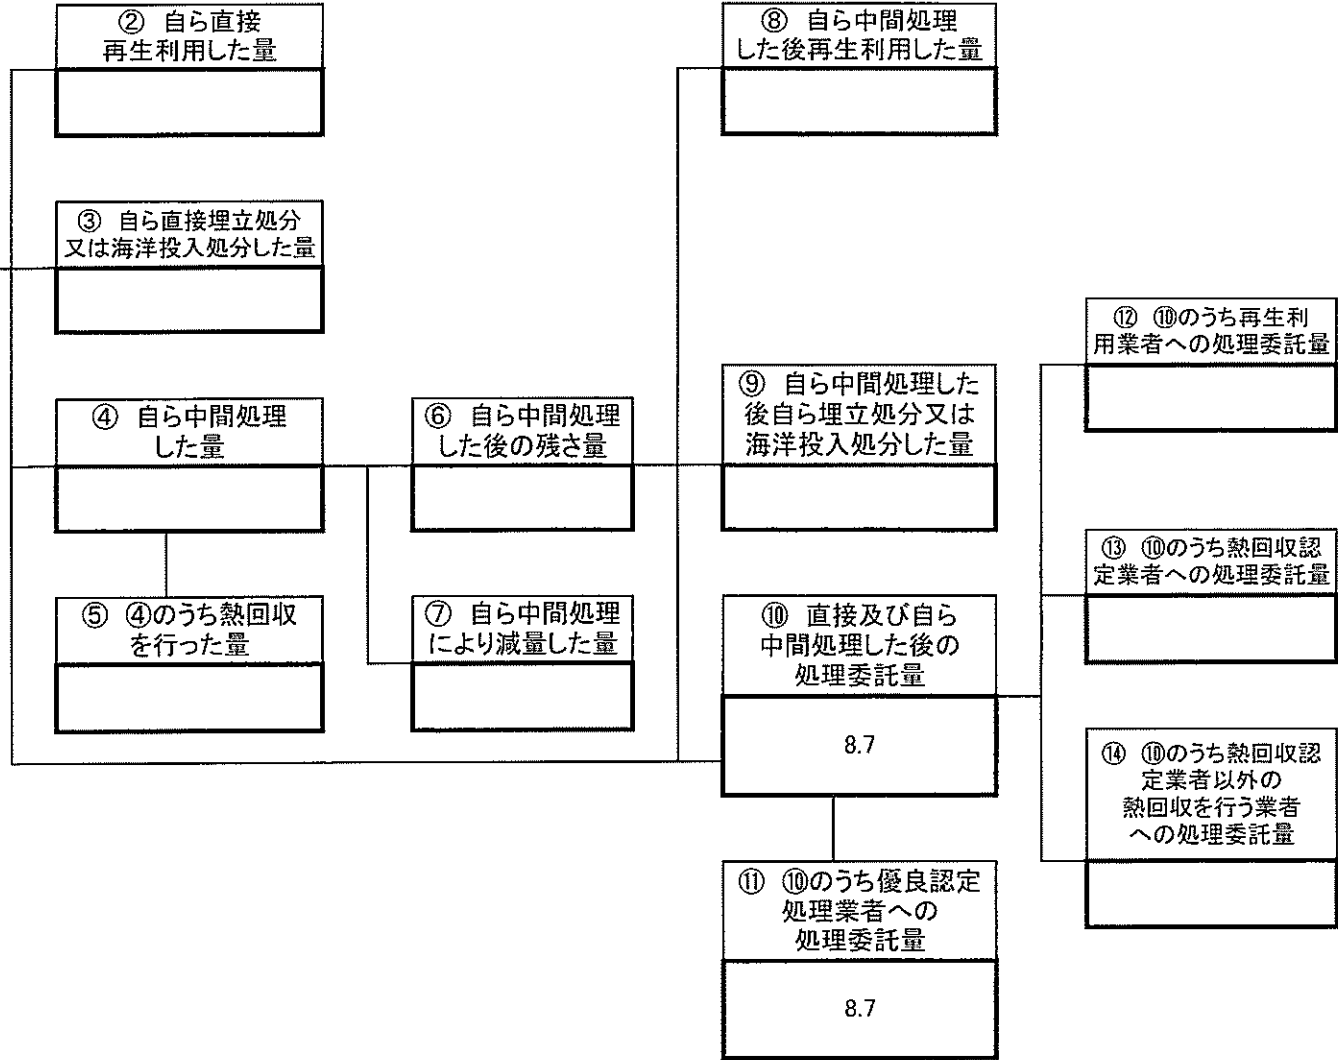 ② 自ら直接
再生利用した量
⑧ 自ら中間処理
した後再生利用した量
③ 自ら直接埋立処分
又は海洋投入処分した量
⑫ ⑩のうち再生利
用業者への処理委託量
④ 自ら中間処理
した量
⑥ 自ら中間処理
した後の残さ量
⑨ 自ら中間処理した
後自ら埋立処分又は
海洋投入処分した量
⑬ ⑩のうち熱回収認
定業者への処理委託量
⑤ ④のうち熱回収
を行った量
⑦ 自ら中間処理
により減量した量
⑩ 直接及び自ら
中間処理した後の
処理委託量
8.7
⑭ ⑩のうち熱回収認
定業者以外の
熱回収を行う業者
への処理委託量
⑪ ⑩のうち優良認定
処理業者への
処理委託量
8.7